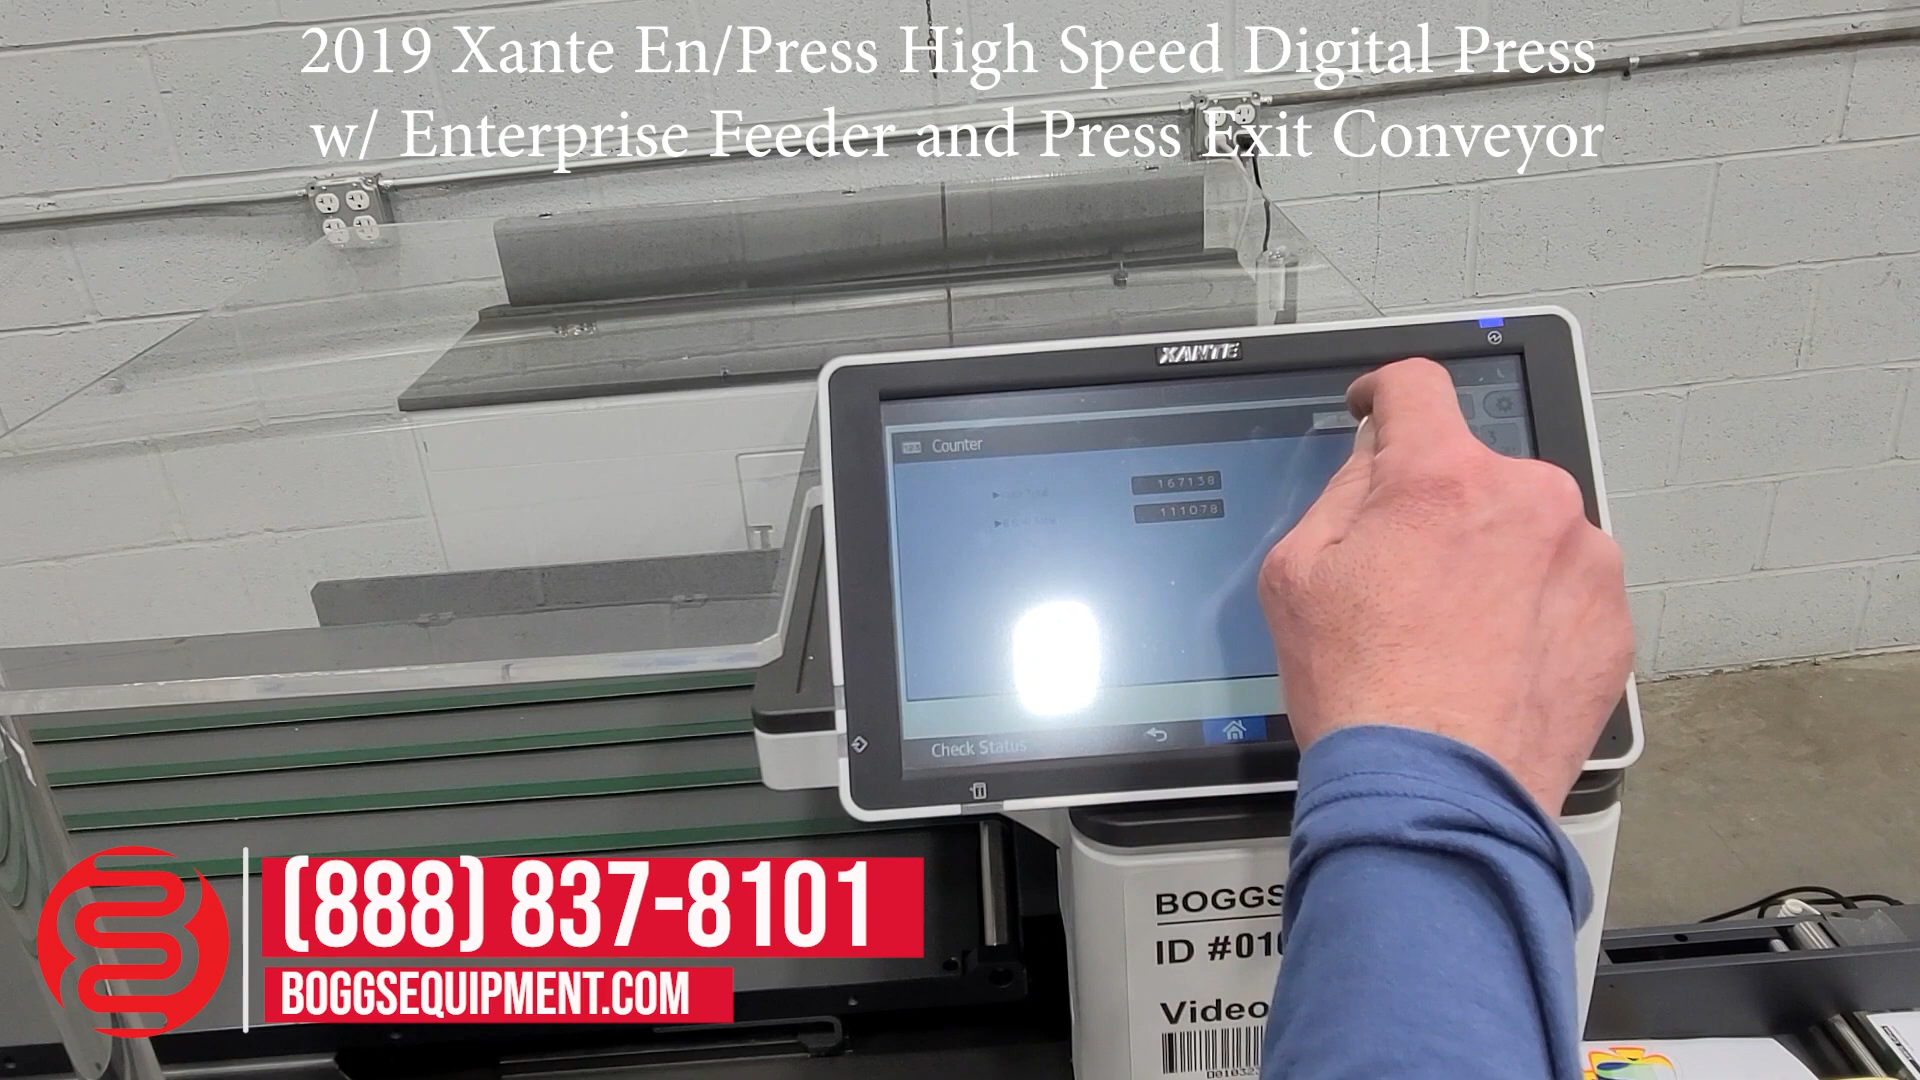 2019 Xante En/Press High Speed Digital Press
w/ Enterprise Feeder and Press Exit Conveyor
XANTE
Counter
167138
111078
Check Status
(888) 837-8101
BOGGSEQUIPMENT.COM
BOGGS
ID #010
Video